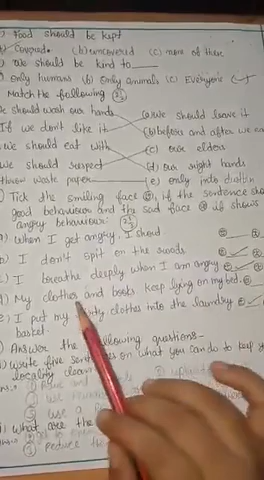 Food should be kept
(a) Covered (b) uncovered (c) none of these
We should be kind to
only humans (b) only animals (c) Everyone
Match the following
we should wash our hands (a) we should leave it
If we don't like it (b) before and after we eat
we should eat with (c) our elders
we should respect (d) our right hands
throw waste paper (e) only into dustbin
Tick the smiling face, if the sentence sho
good behaviour and the sad face if shows
angry behaviour:
When I get angry, I shout
I don't spit on the roads
I breathe deeply when I am angry
My clothes and books keep lying on my bed.
I put my dirty clothes into the laundry
basket.
Answer the following questions-
write five sentences on what you can do to keep y
locality clean
use a
what are the
reduce the